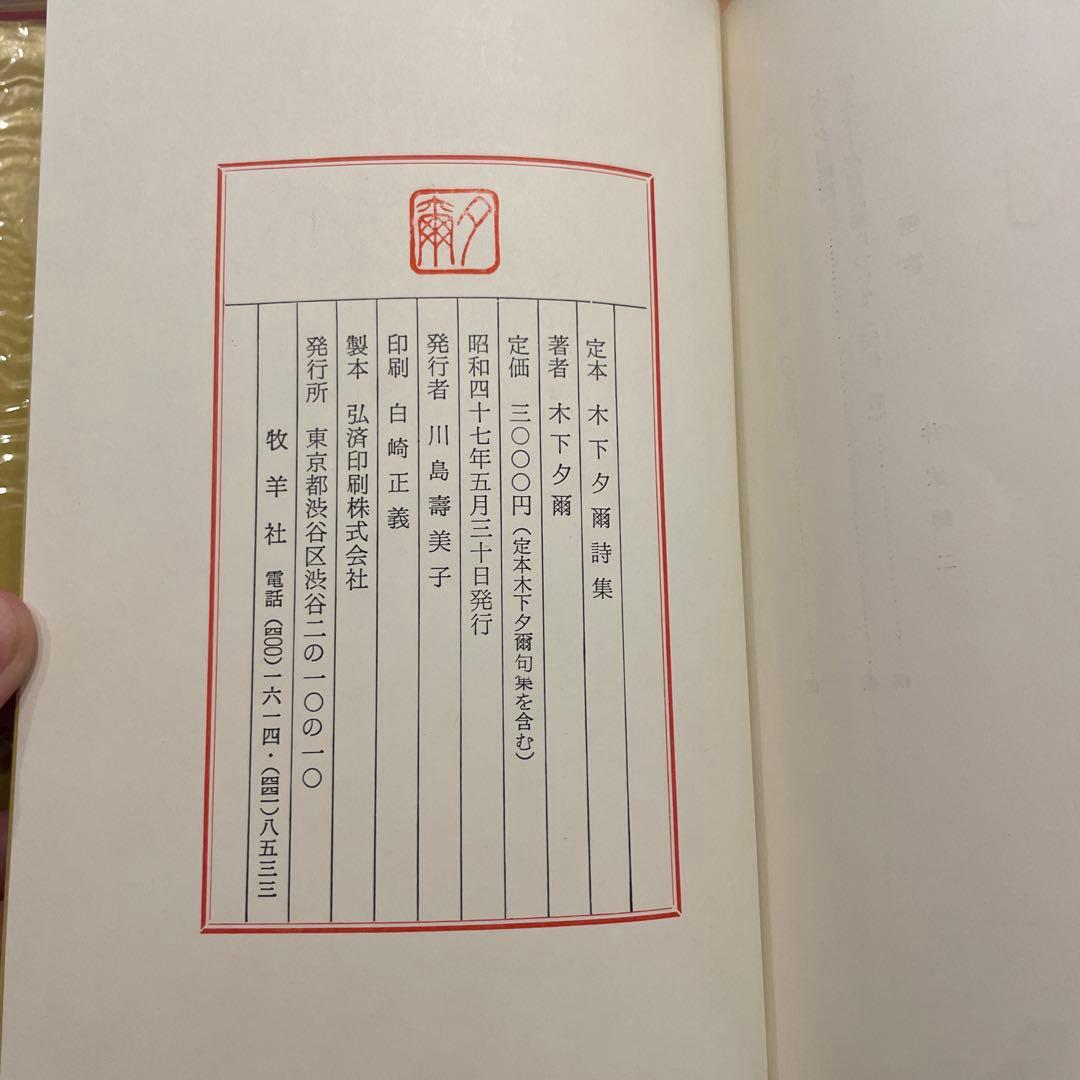 夕爾
定本 木下夕爾詩集
著者 木下夕爾
定価 三〇〇〇円（定本木下夕爾句集を含む）
昭和四十七年五月三十日発行
発行者 川島壽美子
印刷 白崎正義
製本 弘済印刷株式会社
発行所 東京都渋谷区渋谷二の一〇の一〇
牧羊社 電話（四〇〇）一六一四・（四四一）八五三三